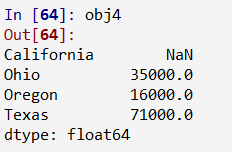 In [64]: obj4
Out[64]:
California NaN
Ohio 35000.0
Oregon 16000.0
Texas 71000.0
dtype: float64